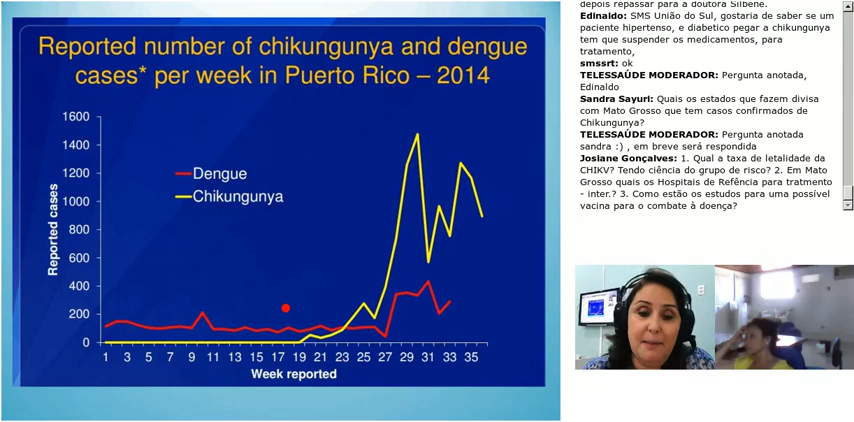 Reported number of chikungunya and dengue
cases* per week in Puerto Rico – 2014
1600
1400
1200
1000
800
600
400
200
0
Reported cases
Dengue
Chikungunya
1 3 5 7 9 11 13 15 17 19 21 23 25 27 29 31 33 35
Week reported
depois repassar para a doutora Silbene.
Edinaldo: SMS União do Sul, gostaria de saber se um
paciente hipertenso, e diabetico pegar a chikungunya
tem que suspender os medicamentos, para
tratamento,
smssrt: ok
TELESSAÚDE MODERADOR: Pergunta anotada,
Edinaldo
Sandra Sayuri: Quais os estados que fazem divisa
com Mato Grosso que tem casos confirmados de
Chikungunya?
TELESSAÚDE MODERADOR: Pergunta anotada
sandra :) , em breve será respondida
Josiane Gonçalves: 1. Qual a taxa de letalidade da
CHIKV? Tendo ciência do grupo de risco? 2. Em Mato
Grosso quais os Hospitais de Refência para tratmento
- inter.? 3. Como estão os estudos para uma possível
vacina para o combate à doença?